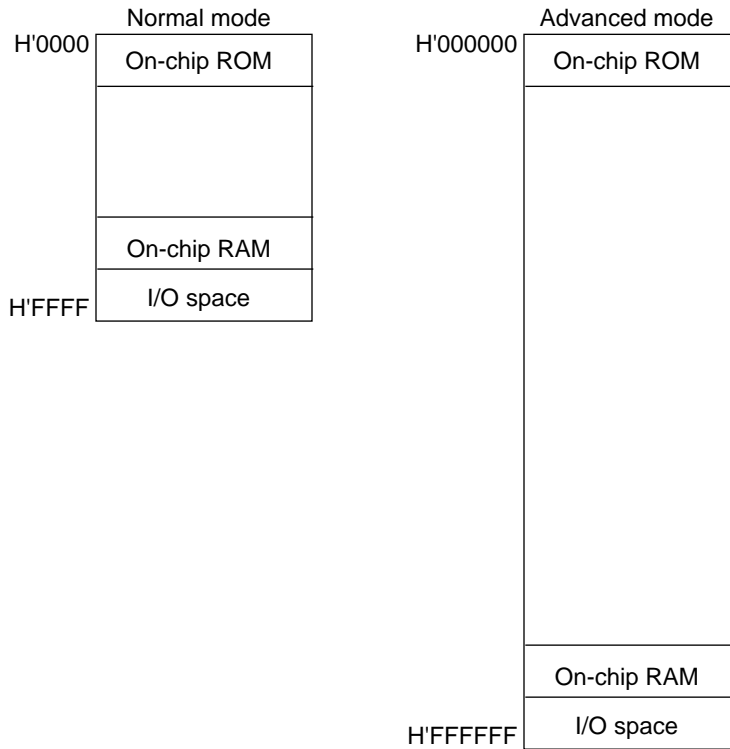 Normal mode
H'0000
On-chip ROM
On-chip RAM
I/O space
H'FFFF
Advanced mode
H'000000
On-chip ROM
On-chip RAM
I/O space
H'FFFFFF